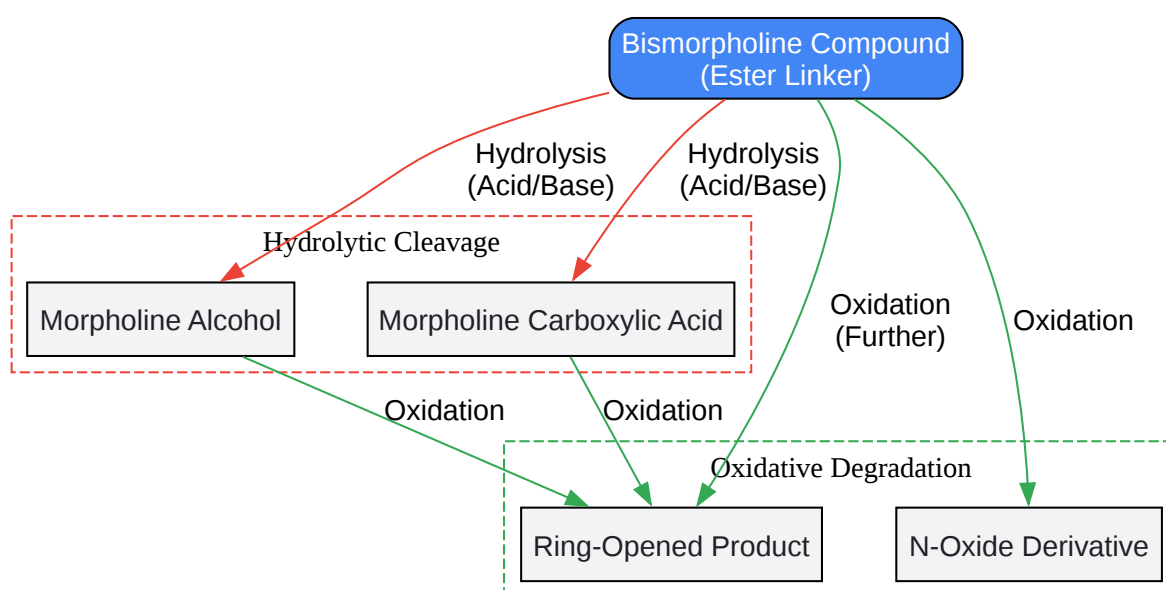 Bismorpholine Compound
(Ester Linker)
Hydrolysis
(Acid/Base)
Hydrolysis
(Acid/Base)
Hydrolytic Cleavage
Morpholine Alcohol
Morpholine Carboxylic Acid
Oxidation
(Further)
Oxidation
Oxidation
Oxidation
Oxidative Degradation
Ring-Opened Product
N-Oxide Derivative